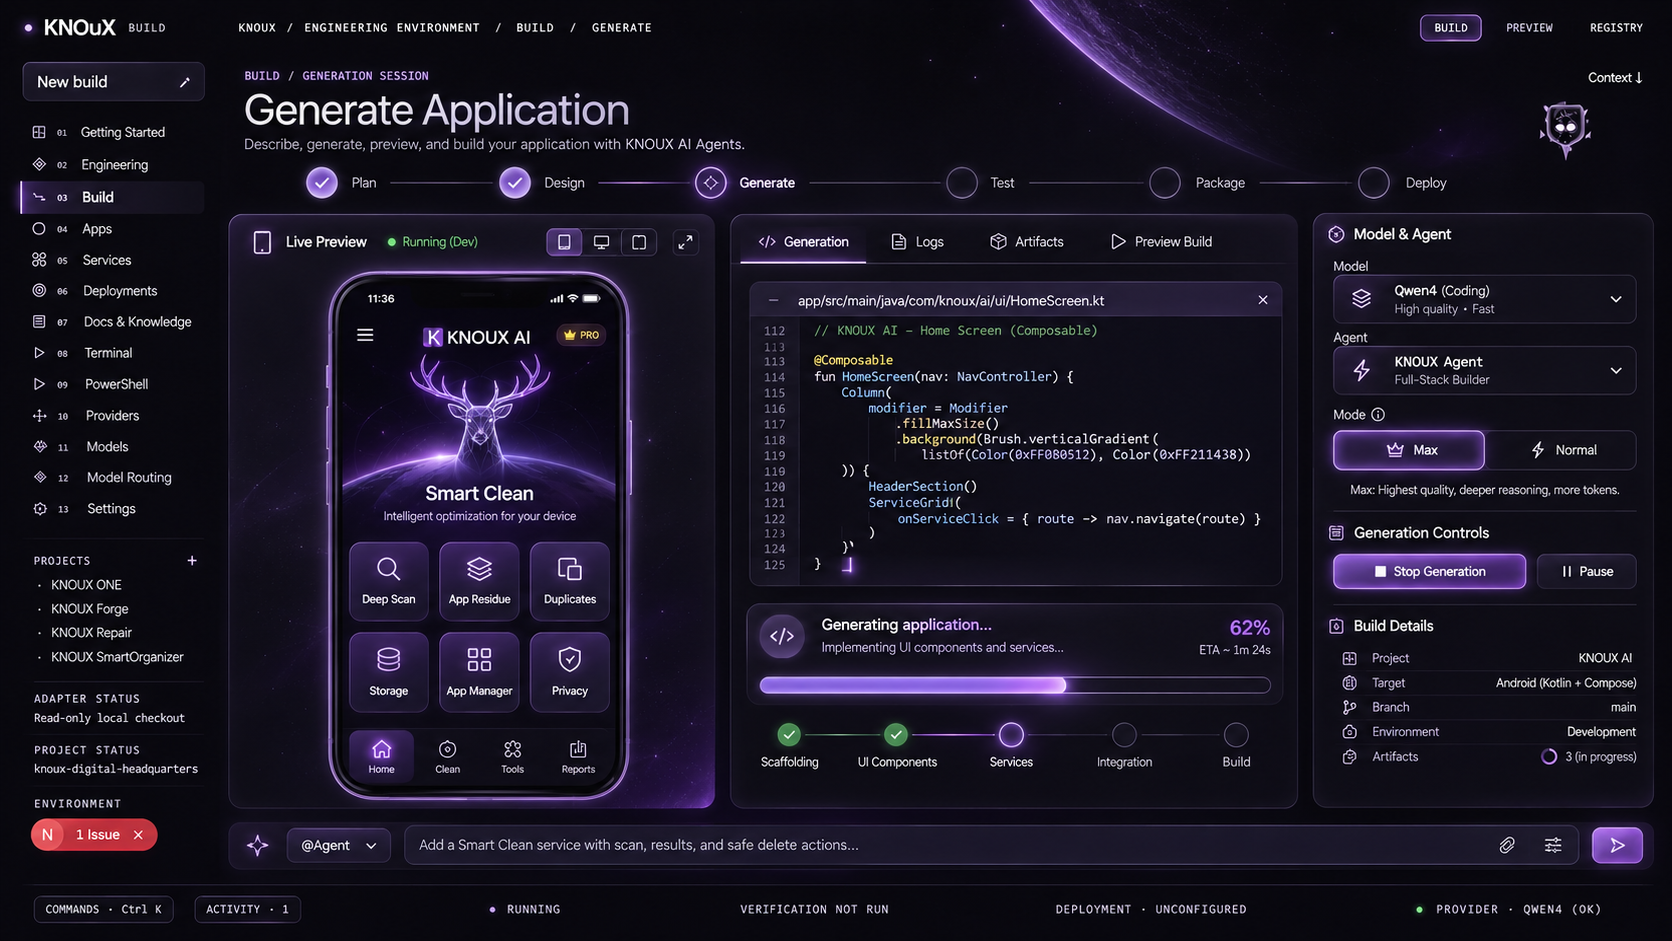 KNOuX BUILD
KNOUX / ENGINEERING ENVIRONMENT / BUILD / GENERATE
BUILD
PREVIEW
REGISTRY
New build
01 Getting Started
02 Engineering
03 Build
04 Apps
05 Services
06 Deployments
07 Docs & Knowledge
08 Terminal
09 PowerShell
10 Providers
11 Models
12 Model Routing
13 Settings
PROJECTS +
· KNOUX ONE
· KNOUX Forge
· KNOUX Repair
· KNOUX SmartOrganizer
ADAPTER STATUS
Read-only local checkout
PROJECT STATUS
knoux-digital-headquarters
ENVIRONMENT
N 1 Issue ×
BUILD / GENERATION SESSION
Generate Application
Describe, generate, preview, and build your application with KNOUX AI Agents.
Context ↓
Plan
Design
Generate
Test
Package
Deploy
Live Preview
Running (Dev)
11:36
K KNOUX AI
PRO
Smart Clean
Intelligent optimization for your device
Deep Scan
App Residue
Duplicates
Storage
App Manager
Privacy
Home
Clean
Tools
Reports
</> Generation
Logs
Artifacts
Preview Build
— app/src/main/java/com/knoux/ai/ui/HomeScreen.kt ×
112 // KNOUX AI – Home Screen (Composable)
113
113 @Composable
114 fun HomeScreen(nav: NavController) {
115 Column(
116 modifier = Modifier
117 .fillMaxSize()
118 .background(Brush.verticalGradient(
119 listOf(Color(0xFF080512), Color(0xFF211438))
119 )) {
120 HeaderSection()
121 ServiceGrid(
122 onServiceClick = { route -> nav.navigate(route) }
123 )
124 }
125 }
</> Generating application...
Implementing UI components and services...
62%
ETA ~ 1m 24s
Scaffolding
UI Components
Services
Integration
Build
Model & Agent
Model
Qwen4 (Coding)
High quality • Fast
Agent
KNOUX Agent
Full-Stack Builder
Mode
Max
Normal
Max: Highest quality, deeper reasoning, more tokens.
Generation Controls
Stop Generation
Pause
Build Details
Project KNOUX AI
Target Android (Kotlin + Compose)
Branch main
Environment Development
Artifacts 3 (in progress)
@Agent
Add a Smart Clean service with scan, results, and safe delete actions...
COMMANDS · Ctrl K
ACTIVITY · 1
RUNNING
VERIFICATION NOT RUN
DEPLOYMENT · UNCONFIGURED
PROVIDER · QWEN4 (OK)